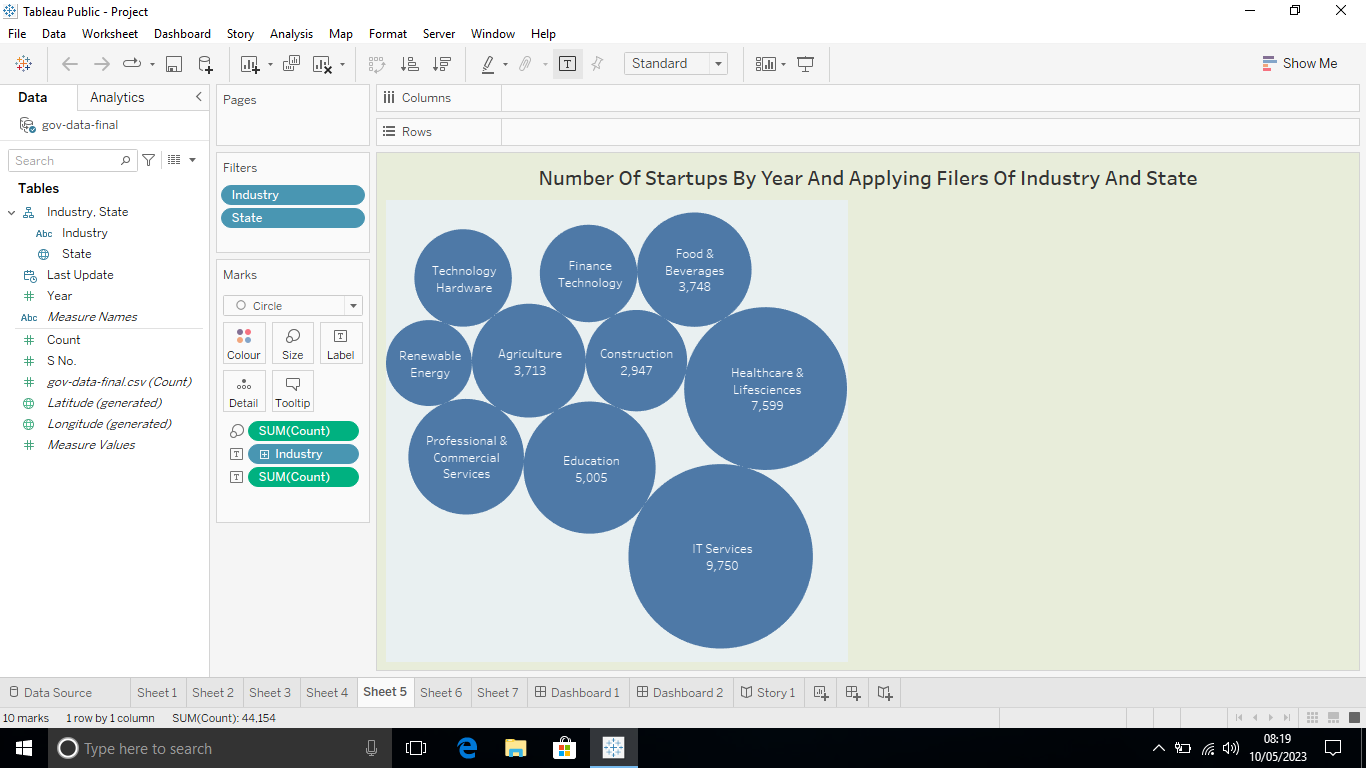 Tableau Public - Project
File Data Worksheet Dashboard Story Analysis Map Format Server Window Help
Standard
Show Me
Data Analytics
gov-data-final
Search
Tables
Industry, State
Abc Industry
State
Last Update
Year
Abc Measure Names
Count
S No.
gov-data-final.csv (Count)
Latitude (generated)
Longitude (generated)
Measure Values
Pages
Filters
Industry
State
Marks
Circle
Colour Size Label
Detail Tooltip
SUM(Count)
Industry
SUM(Count)
Columns
Rows
Number Of Startups By Year And Applying Filers Of Industry And State
Technology
Hardware
Finance
Technology
Food &
Beverages
3,748
Renewable
Energy
Agriculture
3,713
Construction
2,947
Healthcare &
Lifesciences
7,599
Professional &
Commercial
Services
Education
5,005
IT Services
9,750
Data Source Sheet 1 Sheet 2 Sheet 3 Sheet 4 Sheet 5 Sheet 6 Sheet 7 Dashboard 1 Dashboard 2 Story 1
10 marks 1 row by 1 column SUM(Count): 44,154
Type here to search
08:19
10/05/2023